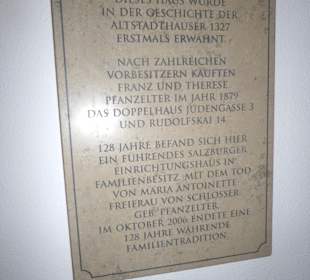 DIESES HAUS WURDE
IN DER GESCHICHTE DER
ALTSTADTHÄUSER 1327
ERSTMALS ERWÄHNT.
NACH ZAHLREICHEN
VORBESITZERN KAUFTEN
FRANZ UND THERESE
PFANZELTER IM JAHR 1879
DAS DOPPELHAUS JUDENGASSE 3
UND RUDOLFSKAI 14.
128 JAHRE BEFAND SICH HIER
EIN FÜHRENDES SALZBURGER
EINRICHTUNGSHAUS IN
FAMILIENBESITZ. MIT DEM TOD
VON MARIA ANTOINETTE
FREIFRAU VON SCHLOSSER
GEB. PFANZELTER
IM OKTOBER 2006 ENDETE EINE
128 JAHRE WÄHRENDE
FAMILIENTRADITION.